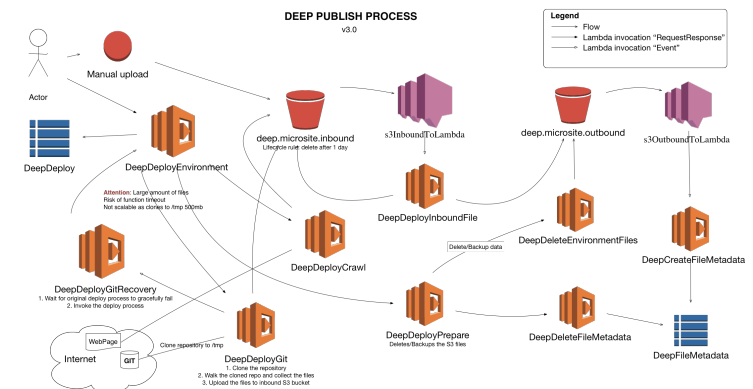 DEEP PUBLISH PROCESS
v3.0
Legend
Flow
Lambda invocation "RequestResponse"
Lambda invocation "Event"
Actor
Manual upload
deep.microsite.inbound
Lifecycle rule: delete after 1 day
s3InboundToLambda
deep.microsite.outbound
s3OutboundToLambda
DeepDeploy
DeepDeployEnvironment
Attention: Large amount of files
Risk of function timeout
Not scalable as clones to /tmp 500mb
DeepDeployInboundFile
DeepDeleteEnvironmentFiles
DeepCreateFileMetadata
Delete/Backup data
DeepDeployCrawl
DeepDeployGitRecovery
1. Wait for original deploy process to gracefully fail
2. Invoke the deploy process
DeepDeployPrepare
Deletes/Backups the S3 files
DeepDeleteFileMetadata
DeepFileMetadata
WebPage
Internet
GIT
Clone repository to /tmp
DeepDeployGit
1. Clone the repository
2. Walk the cloned repo and collect the files
3. Upload the files to inbound S3 bucket